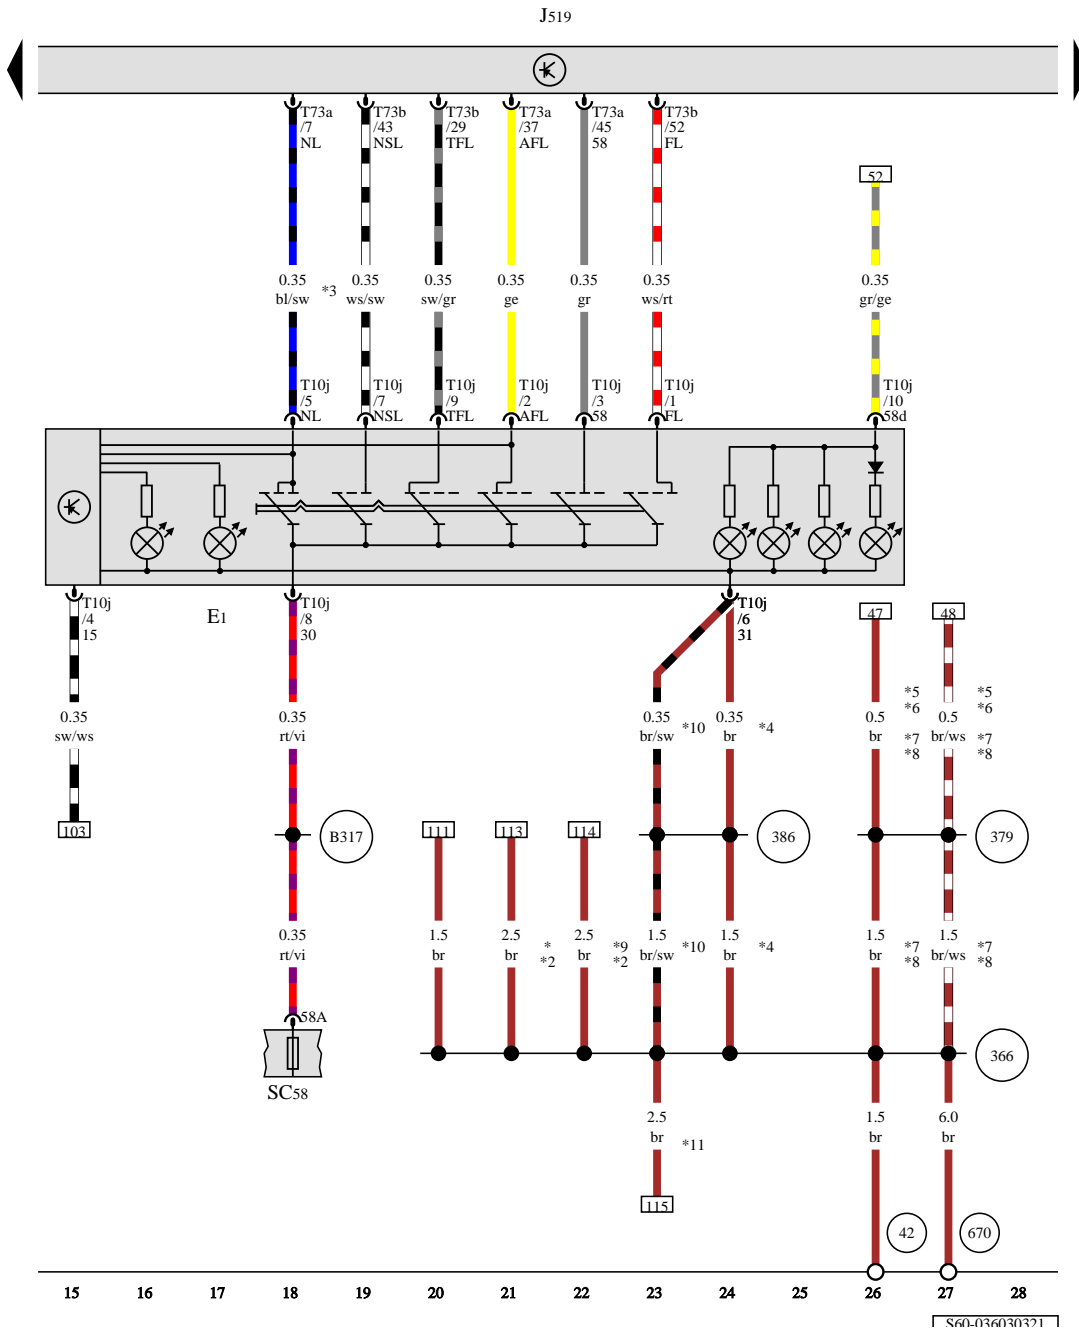 J519
T73a T73b T73b T73a T73a T73b
/7 /43 /29 /37 /45 /52
NL NSL TFL AFL 58 FL
52
0.35 0.35 0.35 0.35 0.35 0.35 0.35
bl/sw *3 ws/sw sw/gr ge gr ws/rt gr/ge
T10j T10j T10j T10j T10j T10j T10j
/5 /7 /9 /2 /3 /1 /10
NL NSL TFL AFL 58 FL 58d
T10j E1 T10j T10j 47 48
/4 /8 /6
15 30 31
*5 *5
*6 *6
0.35 0.35 0.35 *10 0.35 *4 0.5 0.5
sw/ws rt/vi br/sw br br *7 br/ws *7
*8 *8
103 B317 111 113 114 386 379
0.35 1.5 2.5 * 2.5 *9 1.5 *10 1.5 *4 1.5 *7 1.5 *7
rt/vi br br *2 br *2 br/sw br br *8 br/ws *8
58A
366
SC58
2.5 1.5 6.0
br *11 br br
115
42 670
15 16 17 18 19 20 21 22 23 24 25 26 27 28
S60-036030321